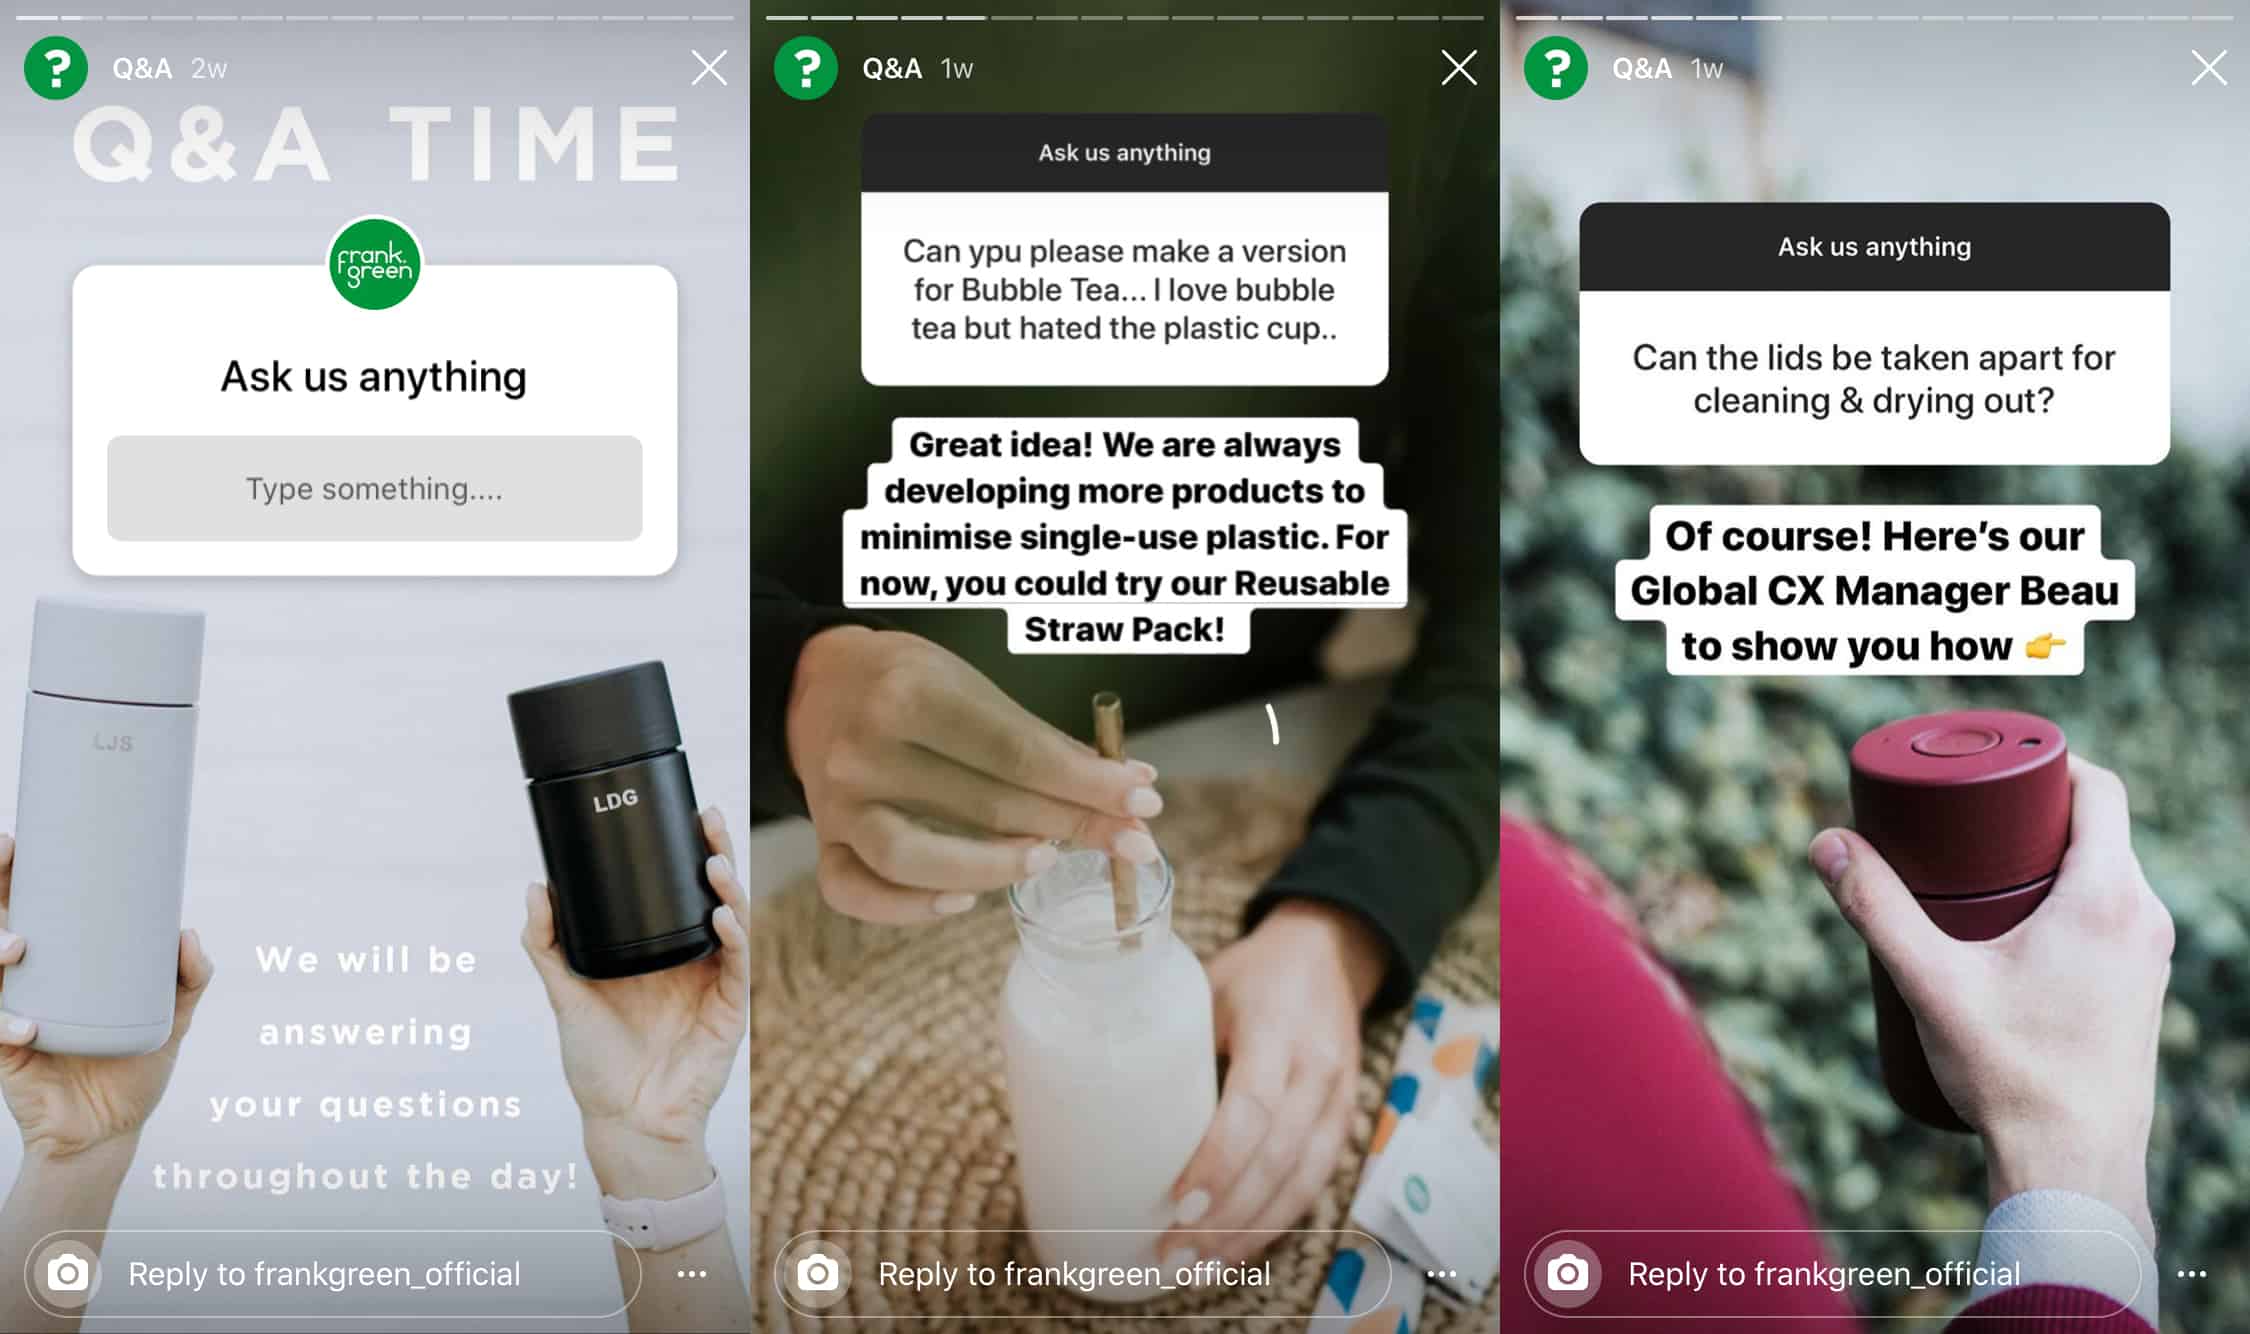 Q&A 2w
Q&A TIME
frank.
green
Ask us anything
Type something....
LJS
LDG
We will be
answering
your questions
throughout the day!
Reply to frankgreen_official
Q&A 1w
Ask us anything
Can ypu please make a version
for Bubble Tea... I love bubble
tea but hated the plastic cup..
Great idea! We are always
developing more products to
minimise single-use plastic. For
now, you could try our Reusable
Straw Pack!
Reply to frankgreen_official
Q&A 1w
Ask us anything
Can the lids be taken apart for
cleaning & drying out?
Of course! Here's our
Global CX Manager Beau
to show you how 👉
Reply to frankgreen_official